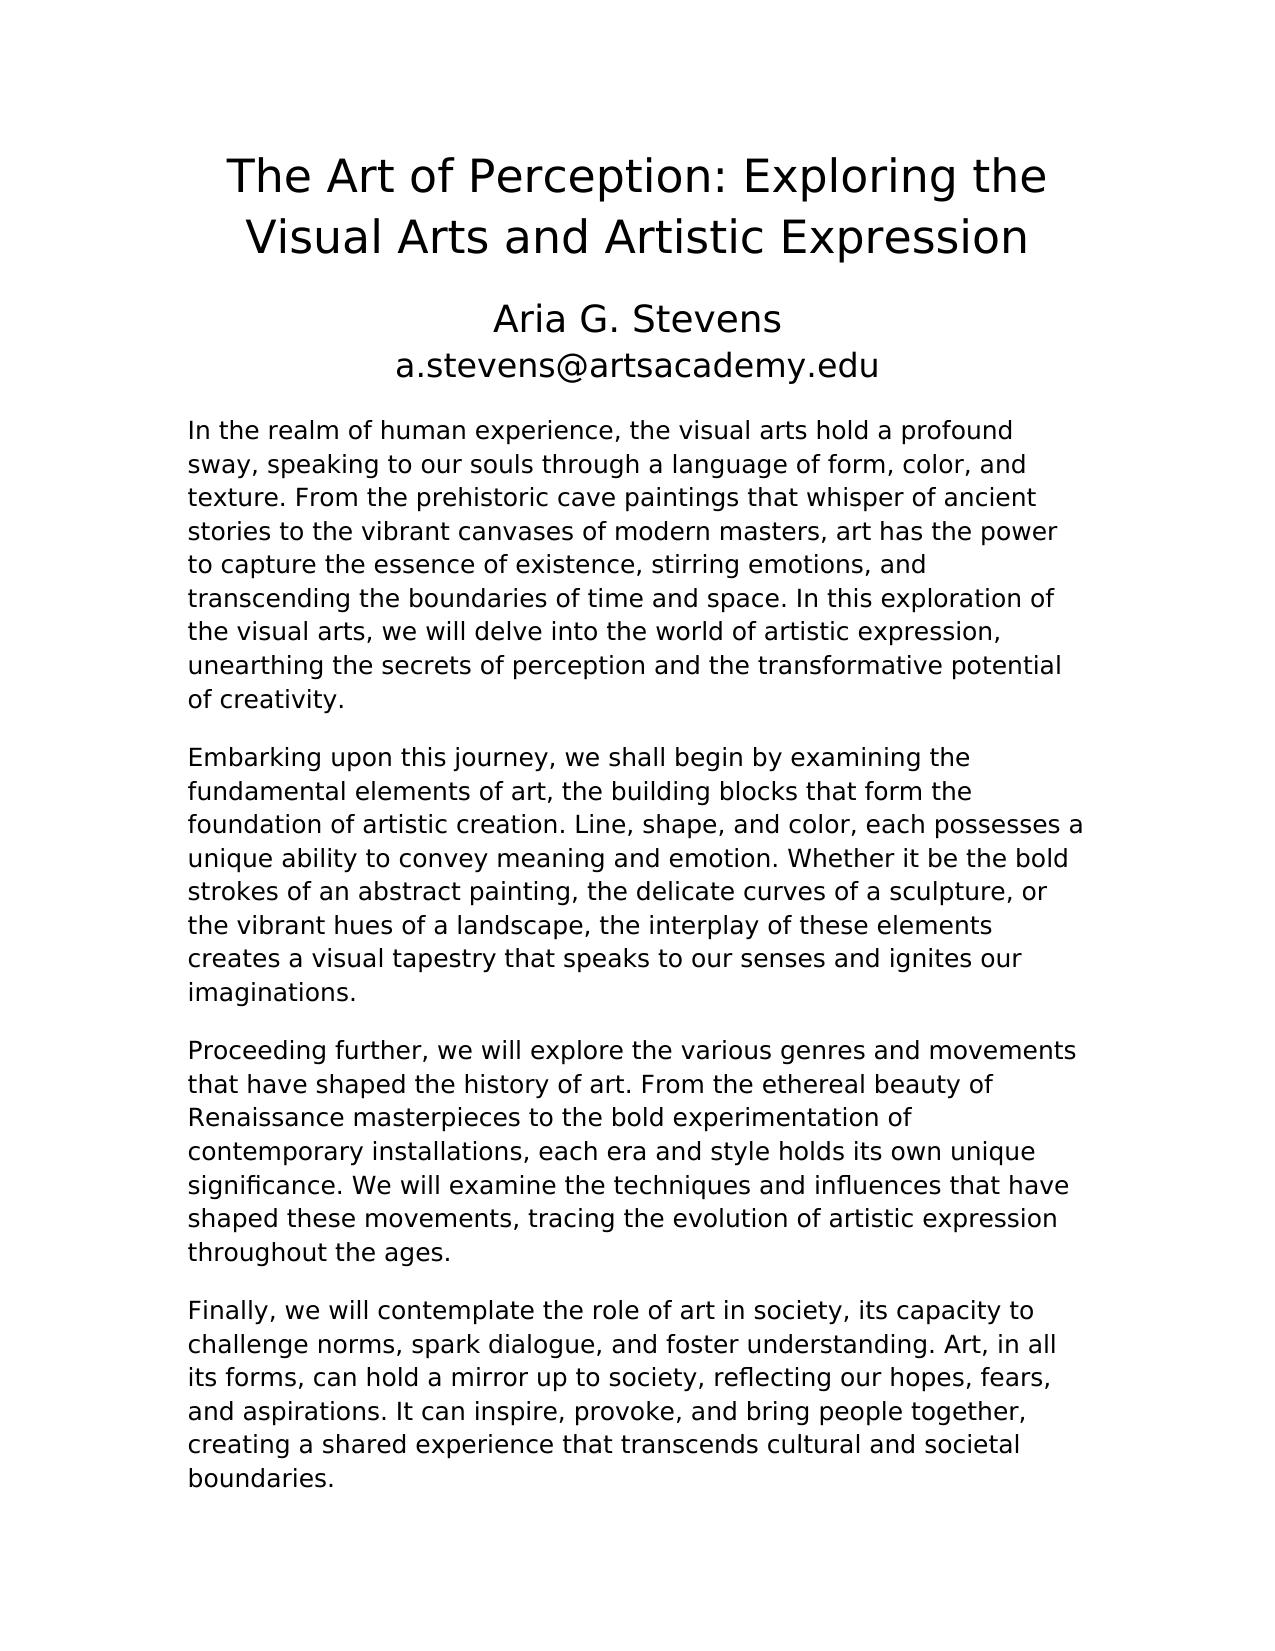 The Art of Perception: Exploring the
Visual Arts and Artistic Expression
Aria G. Stevens
a.stevens@artsacademy.edu
In the realm of human experience, the visual arts hold a profound
sway, speaking to our souls through a language of form, color, and
texture. From the prehistoric cave paintings that whisper of ancient
stories to the vibrant canvases of modern masters, art has the power
to capture the essence of existence, stirring emotions, and
transcending the boundaries of time and space. In this exploration of
the visual arts, we will delve into the world of artistic expression,
unearthing the secrets of perception and the transformative potential
of creativity.
Embarking upon this journey, we shall begin by examining the
fundamental elements of art, the building blocks that form the
foundation of artistic creation. Line, shape, and color, each possesses a
unique ability to convey meaning and emotion. Whether it be the bold
strokes of an abstract painting, the delicate curves of a sculpture, or
the vibrant hues of a landscape, the interplay of these elements
creates a visual tapestry that speaks to our senses and ignites our
imaginations.
Proceeding further, we will explore the various genres and movements
that have shaped the history of art. From the ethereal beauty of
Renaissance masterpieces to the bold experimentation of
contemporary installations, each era and style holds its own unique
significance. We will examine the techniques and influences that have
shaped these movements, tracing the evolution of artistic expression
throughout the ages.
Finally, we will contemplate the role of art in society, its capacity to
challenge norms, spark dialogue, and foster understanding. Art, in all
its forms, can hold a mirror up to society, reflecting our hopes, fears,
and aspirations. It can inspire, provoke, and bring people together,
creating a shared experience that transcends cultural and societal
boundaries.